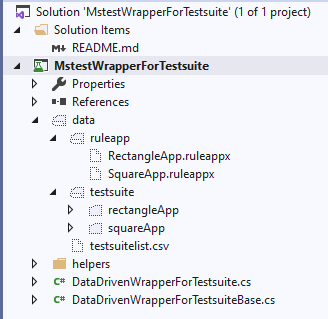 Solution 'MstestWrapperForTestsuite' (1 of 1 project)
Solution Items
README.md
MstestWrapperForTestsuite
Properties
References
data
ruleapp
RectangleApp.ruleappx
SquareApp.ruleappx
testsuite
rectangleApp
squareApp
testsuitelist.csv
helpers
DataDrivenWrapperForTestsuite.cs
DataDrivenWrapperForTestsuiteBase.cs